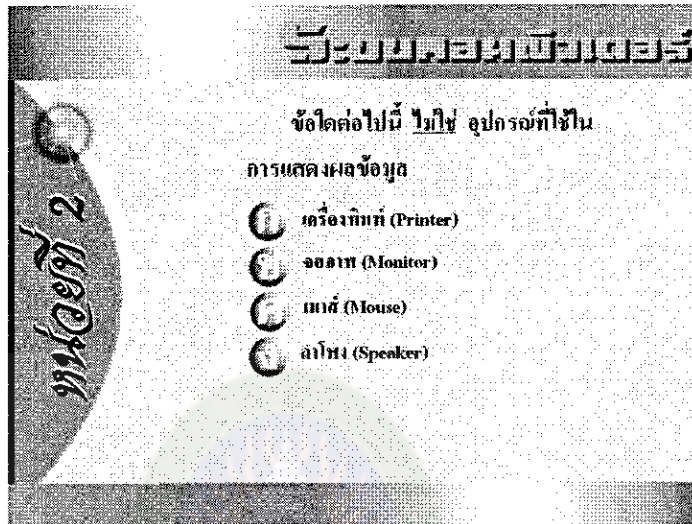 ระบบคอมพิวเตอร์
ข้อใดต่อไปนี้ ไม่ใช่ อุปกรณ์ที่ใช้ใน
การแสดงผลข้อมูล
เครื่องพิมพ์ (Printer)
จอภาพ (Monitor)
เมาส์ (Mouse)
ลำโพง (Speaker)
หน่วยที่ 2